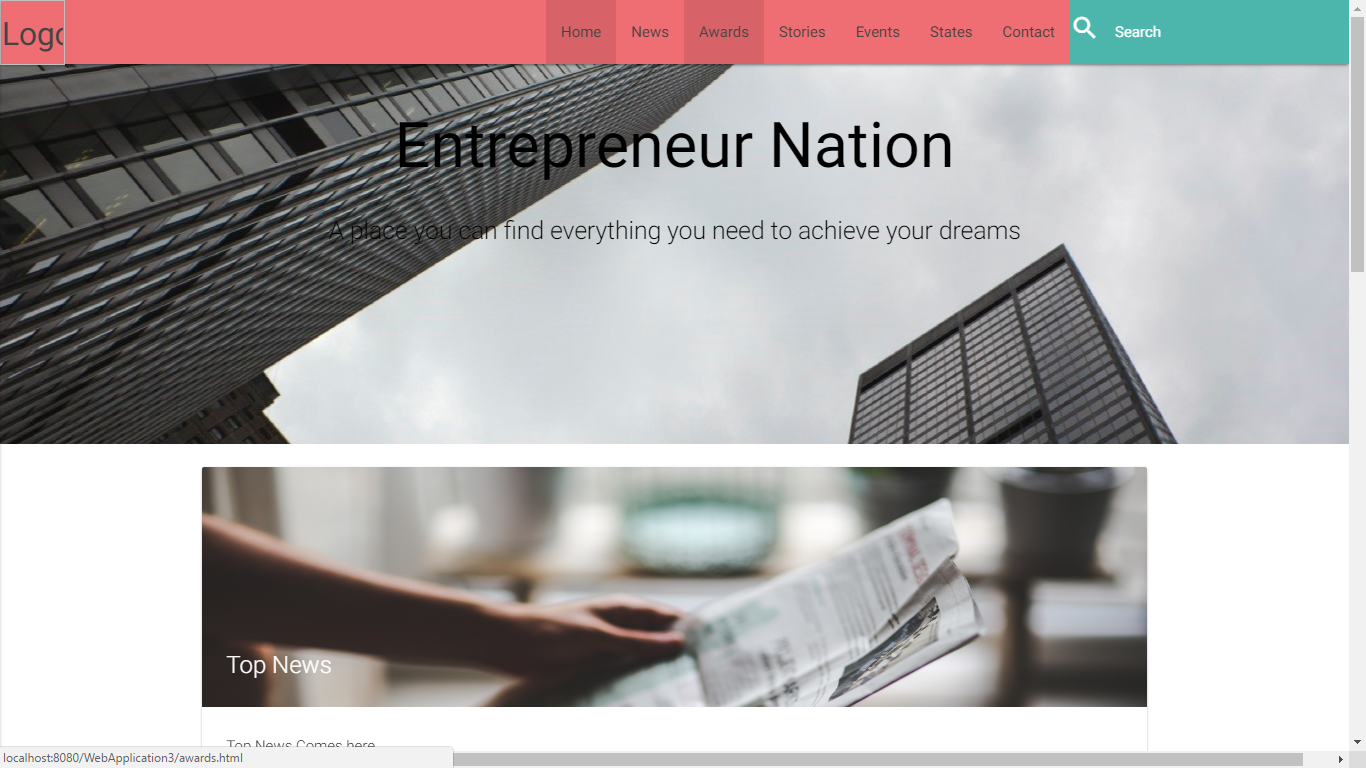 Logo
Home News Awards Stories Events States Contact Search
Entrepreneur Nation
A place you can find everything you need to achieve your dreams
Top News
Top News Comes here
localhost:8080/WebApplication3/awards.html